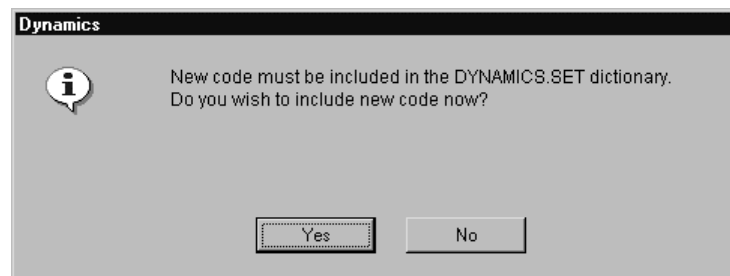 Dynamics
New code must be included in the DYNAMICS.SET dictionary.
Do you wish to include new code now?
Yes
No